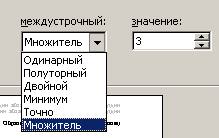 междустрочный: значение:
Множитель 3
Одинарный
Полуторный
Двойной
Минимум
Точно
Множитель